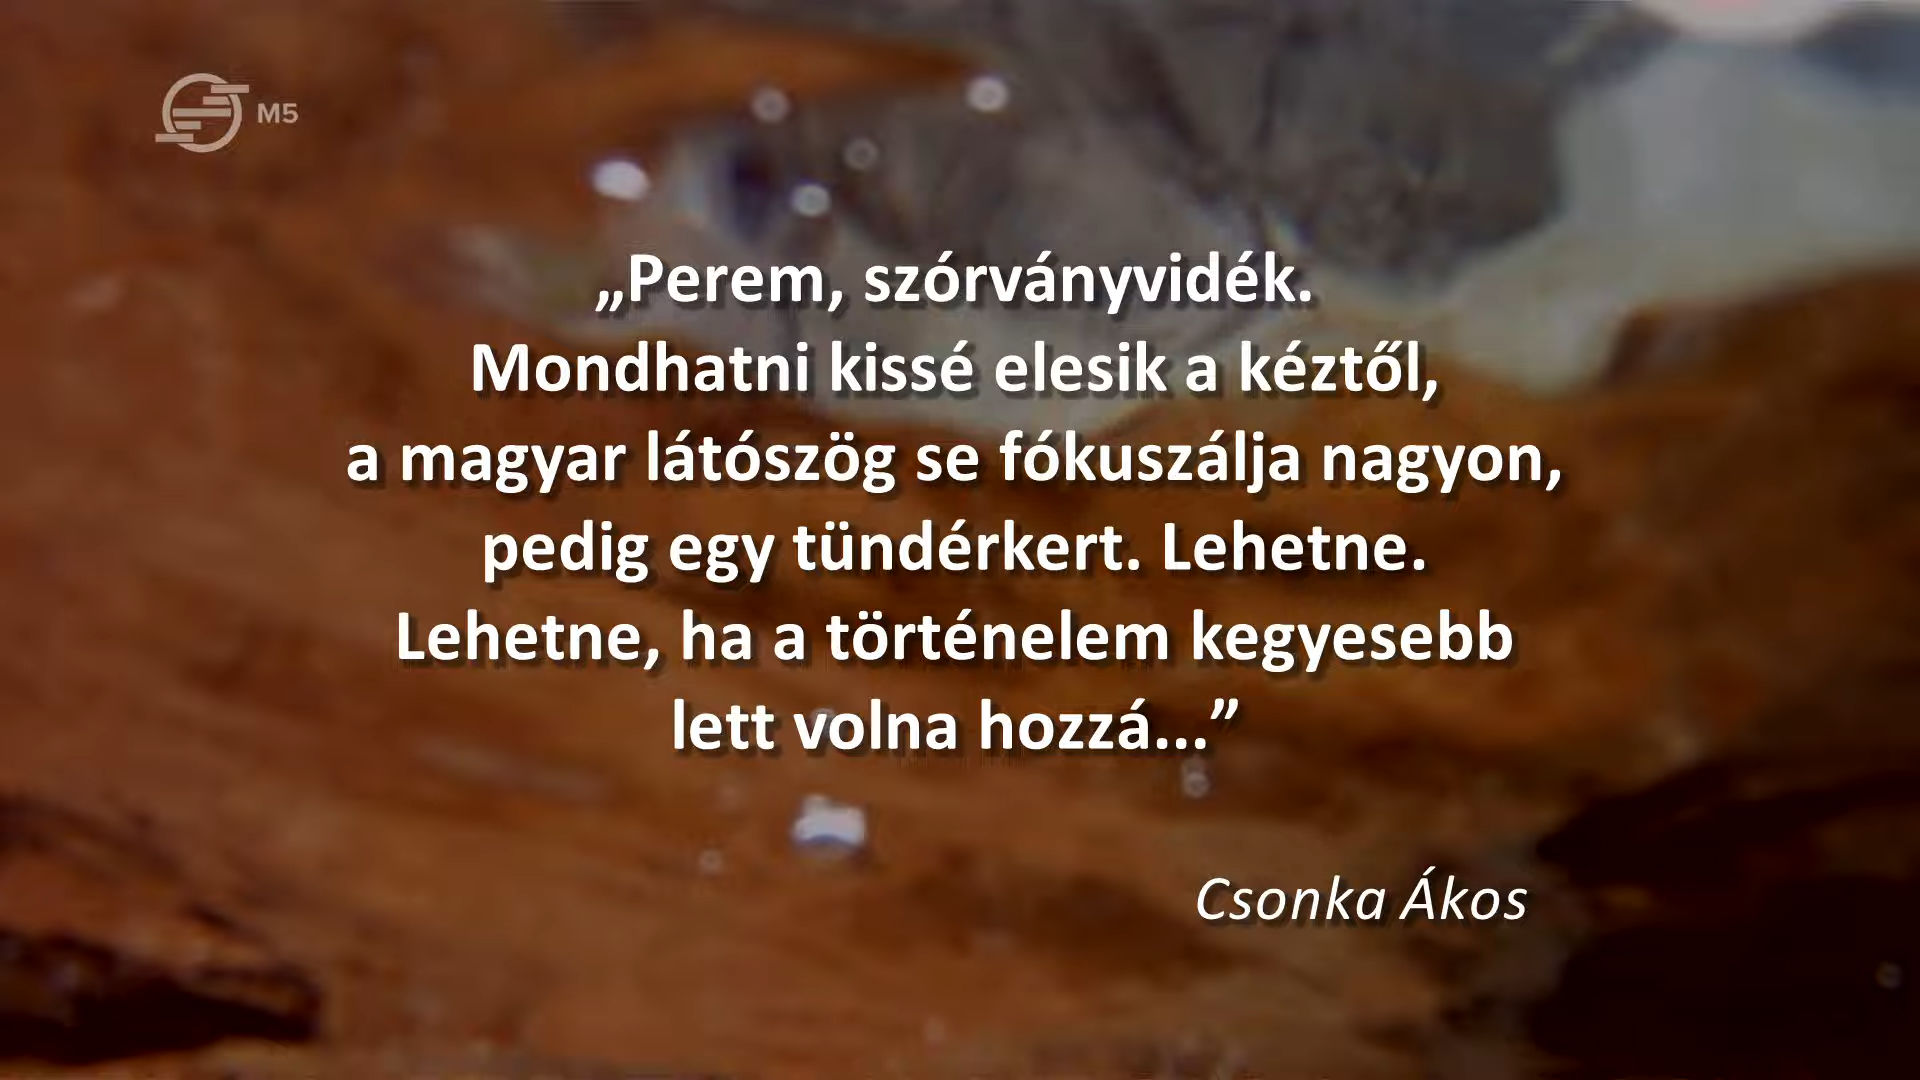 M5
„Perem, szórványvidék.
Mondhatni kissé elesik a kéztől,
a magyar látószög se fókuszálja nagyon,
pedig egy tündérkert. Lehetne.
Lehetne, ha a történelem kegyesebb
lett volna hozzá...”
Csonka Ákos